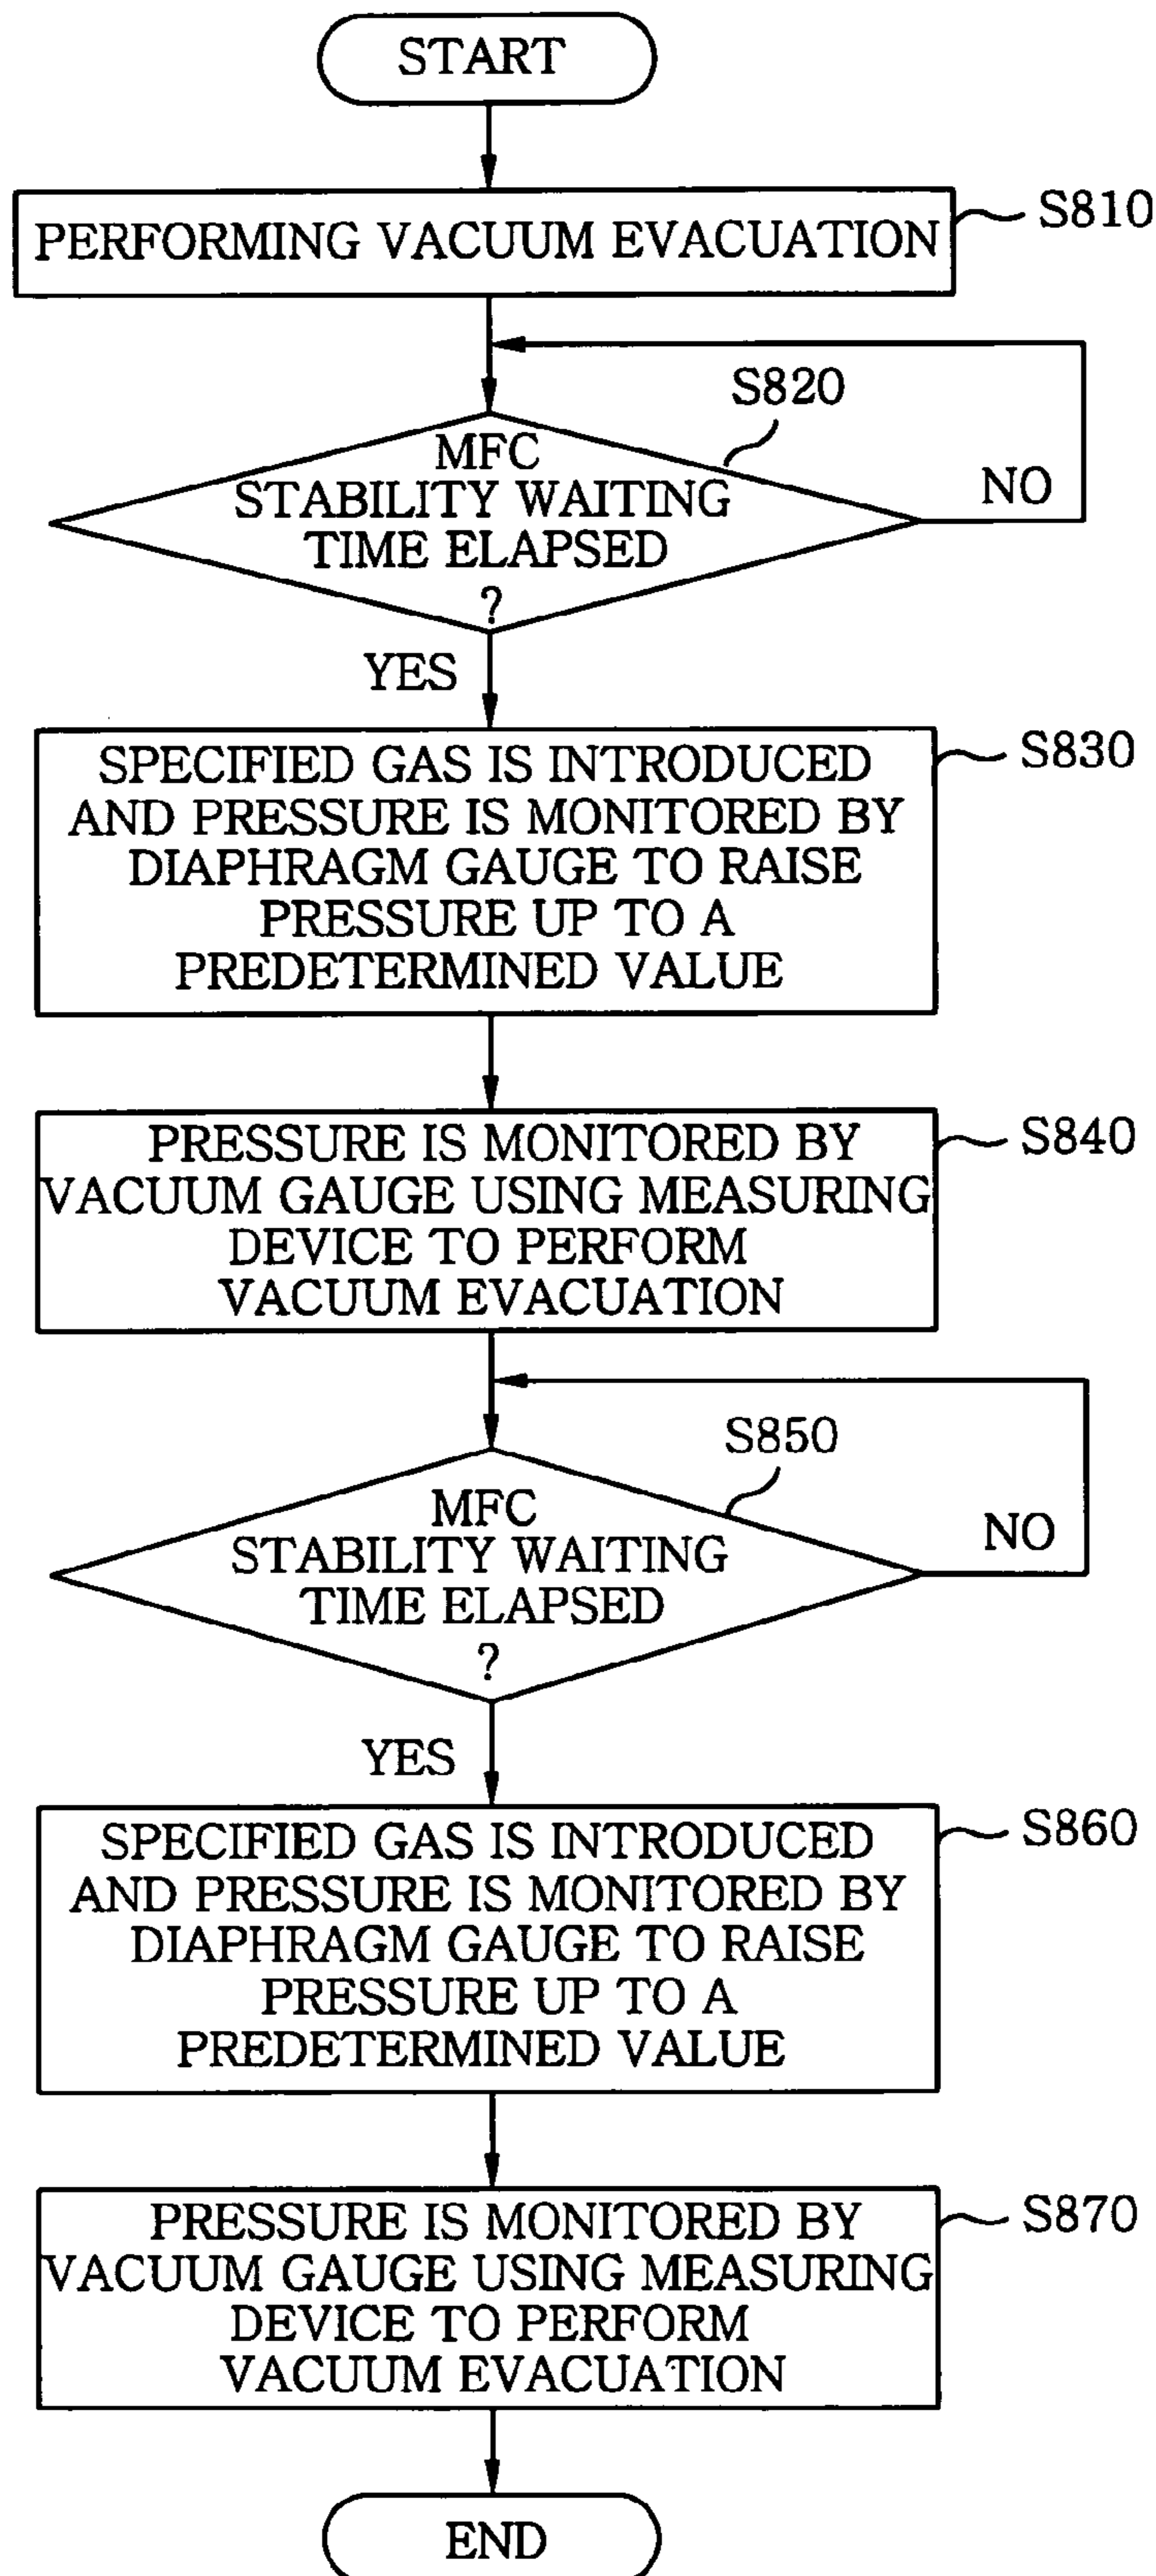 START
PERFORMING VACUUM EVACUATION
S810
S820
MFC
STABILITY WAITING
TIME ELAPSED
?
NO
YES
SPECIFIED GAS IS INTRODUCED
AND PRESSURE IS MONITORED BY
DIAPHRAGM GAUGE TO RAISE
PRESSURE UP TO A
PREDETERMINED VALUE
S830
PRESSURE IS MONITORED BY
VACUUM GAUGE USING MEASURING
DEVICE TO PERFORM
VACUUM EVACUATION
S840
S850
MFC
STABILITY WAITING
TIME ELAPSED
?
NO
YES
SPECIFIED GAS IS INTRODUCED
AND PRESSURE IS MONITORED BY
DIAPHRAGM GAUGE TO RAISE
PRESSURE UP TO A
PREDETERMINED VALUE
S860
PRESSURE IS MONITORED BY
VACUUM GAUGE USING MEASURING
DEVICE TO PERFORM
VACUUM EVACUATION
S870
END